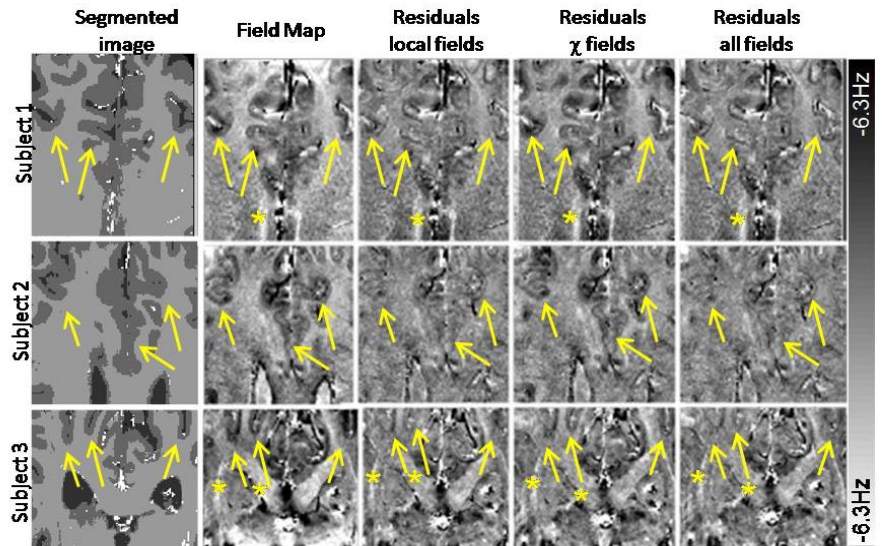 Segmented image
Field Map
Residuals local fields
Residuals χ fields
Residuals all fields
Subject 1
Subject 2
Subject 3
-6.3Hz
-6.3Hz
*
*
*
*
*
*
*
*
*
*
*
*